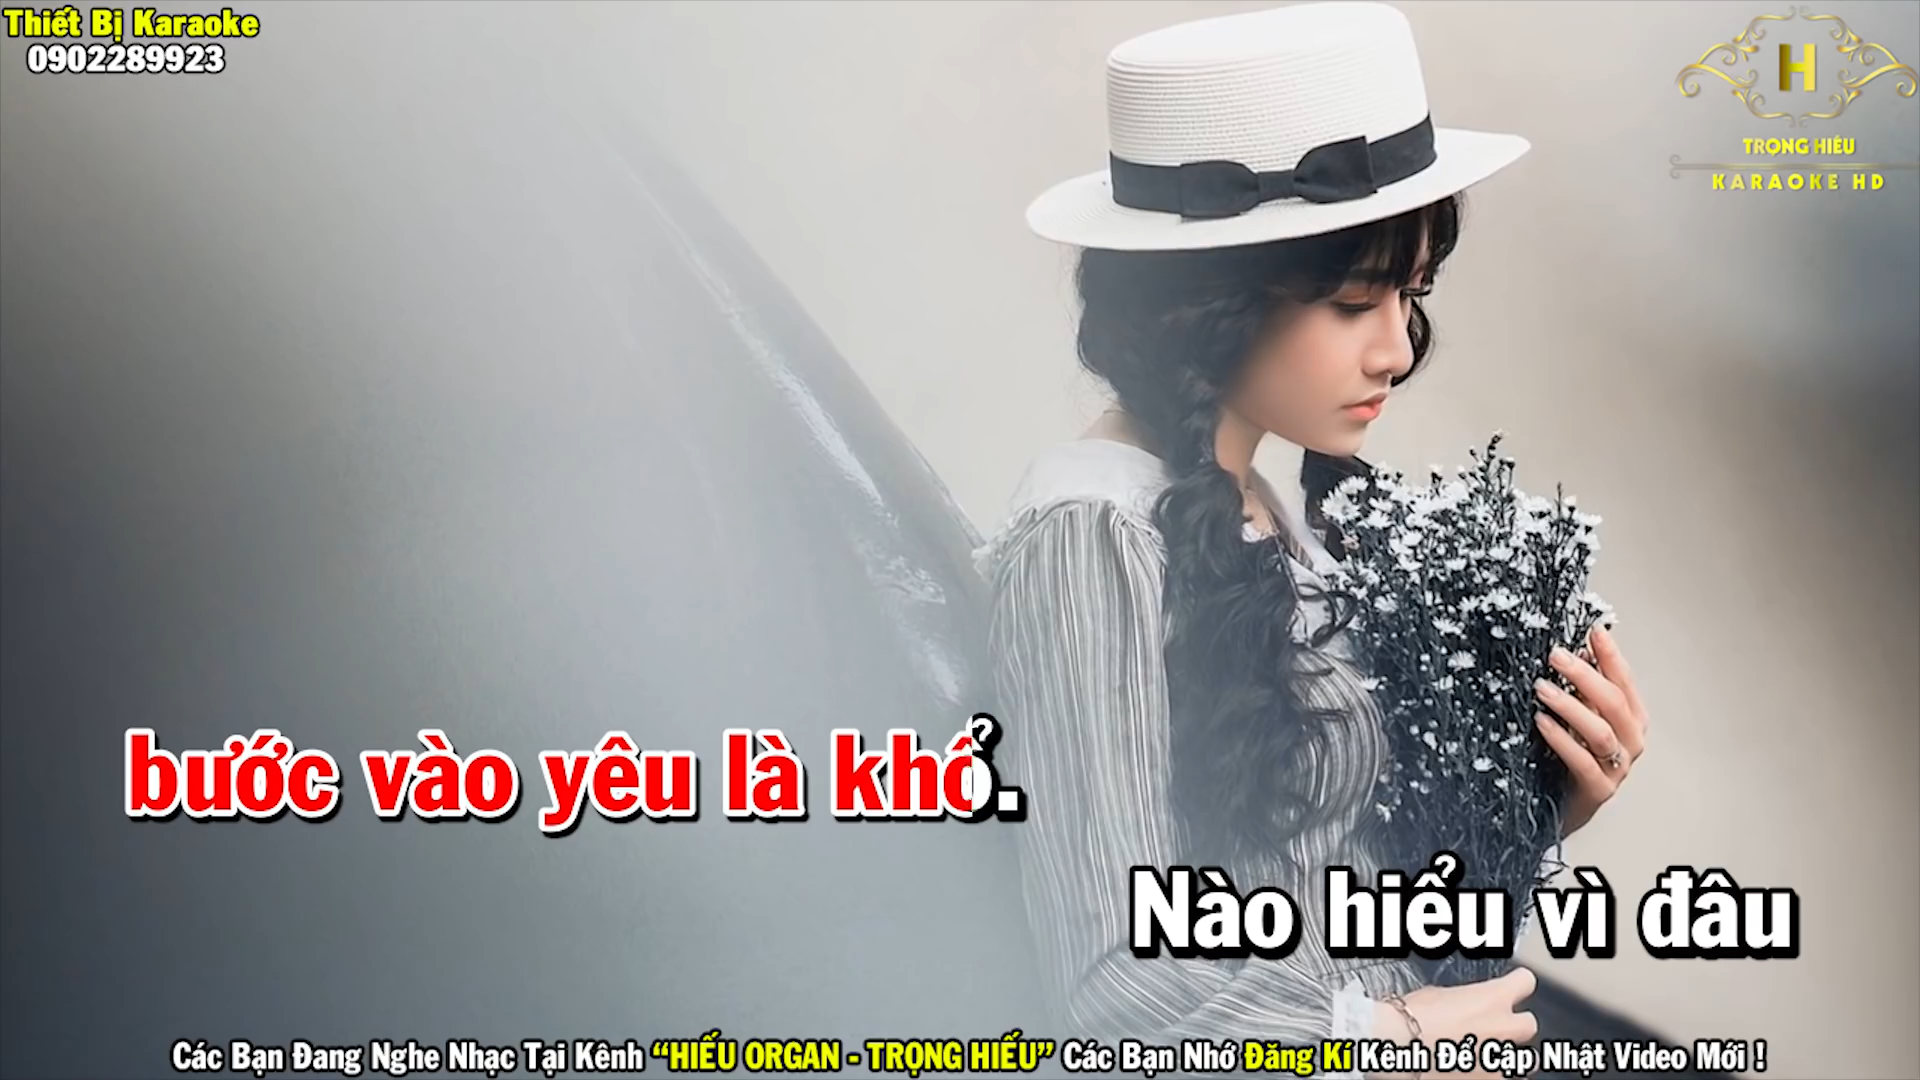 Thiết Bị Karaoke
0902289923
H
TRỌNG HIẾU
KARAOKE HD
bước vào yêu là khổ.
Nào hiểu vì đâu
Các Bạn Đang Nghe Nhạc Tại Kênh “HIẾU ORGAN - TRỌNG HIẾU” Các Bạn Nhớ Đăng Kí Kênh Để Cập Nhật Video Mới !